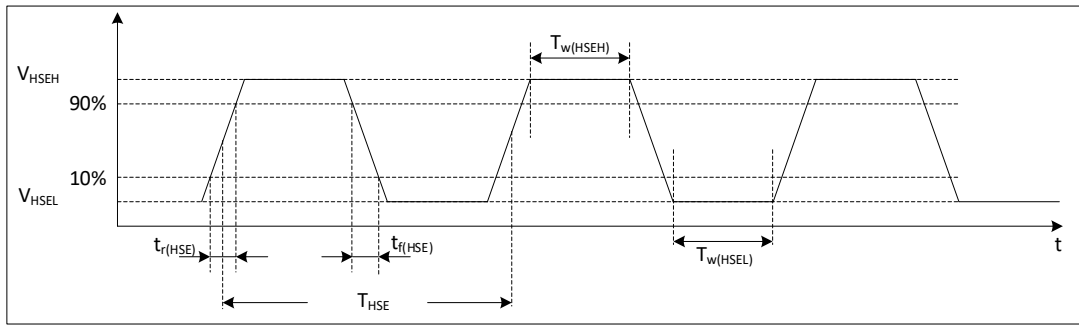 T_w(HSEH)
V_HSEH
90%
10%
V_HSEL
t_r(HSE)
t_f(HSE)
T_w(HSEL)
t
T_HSE